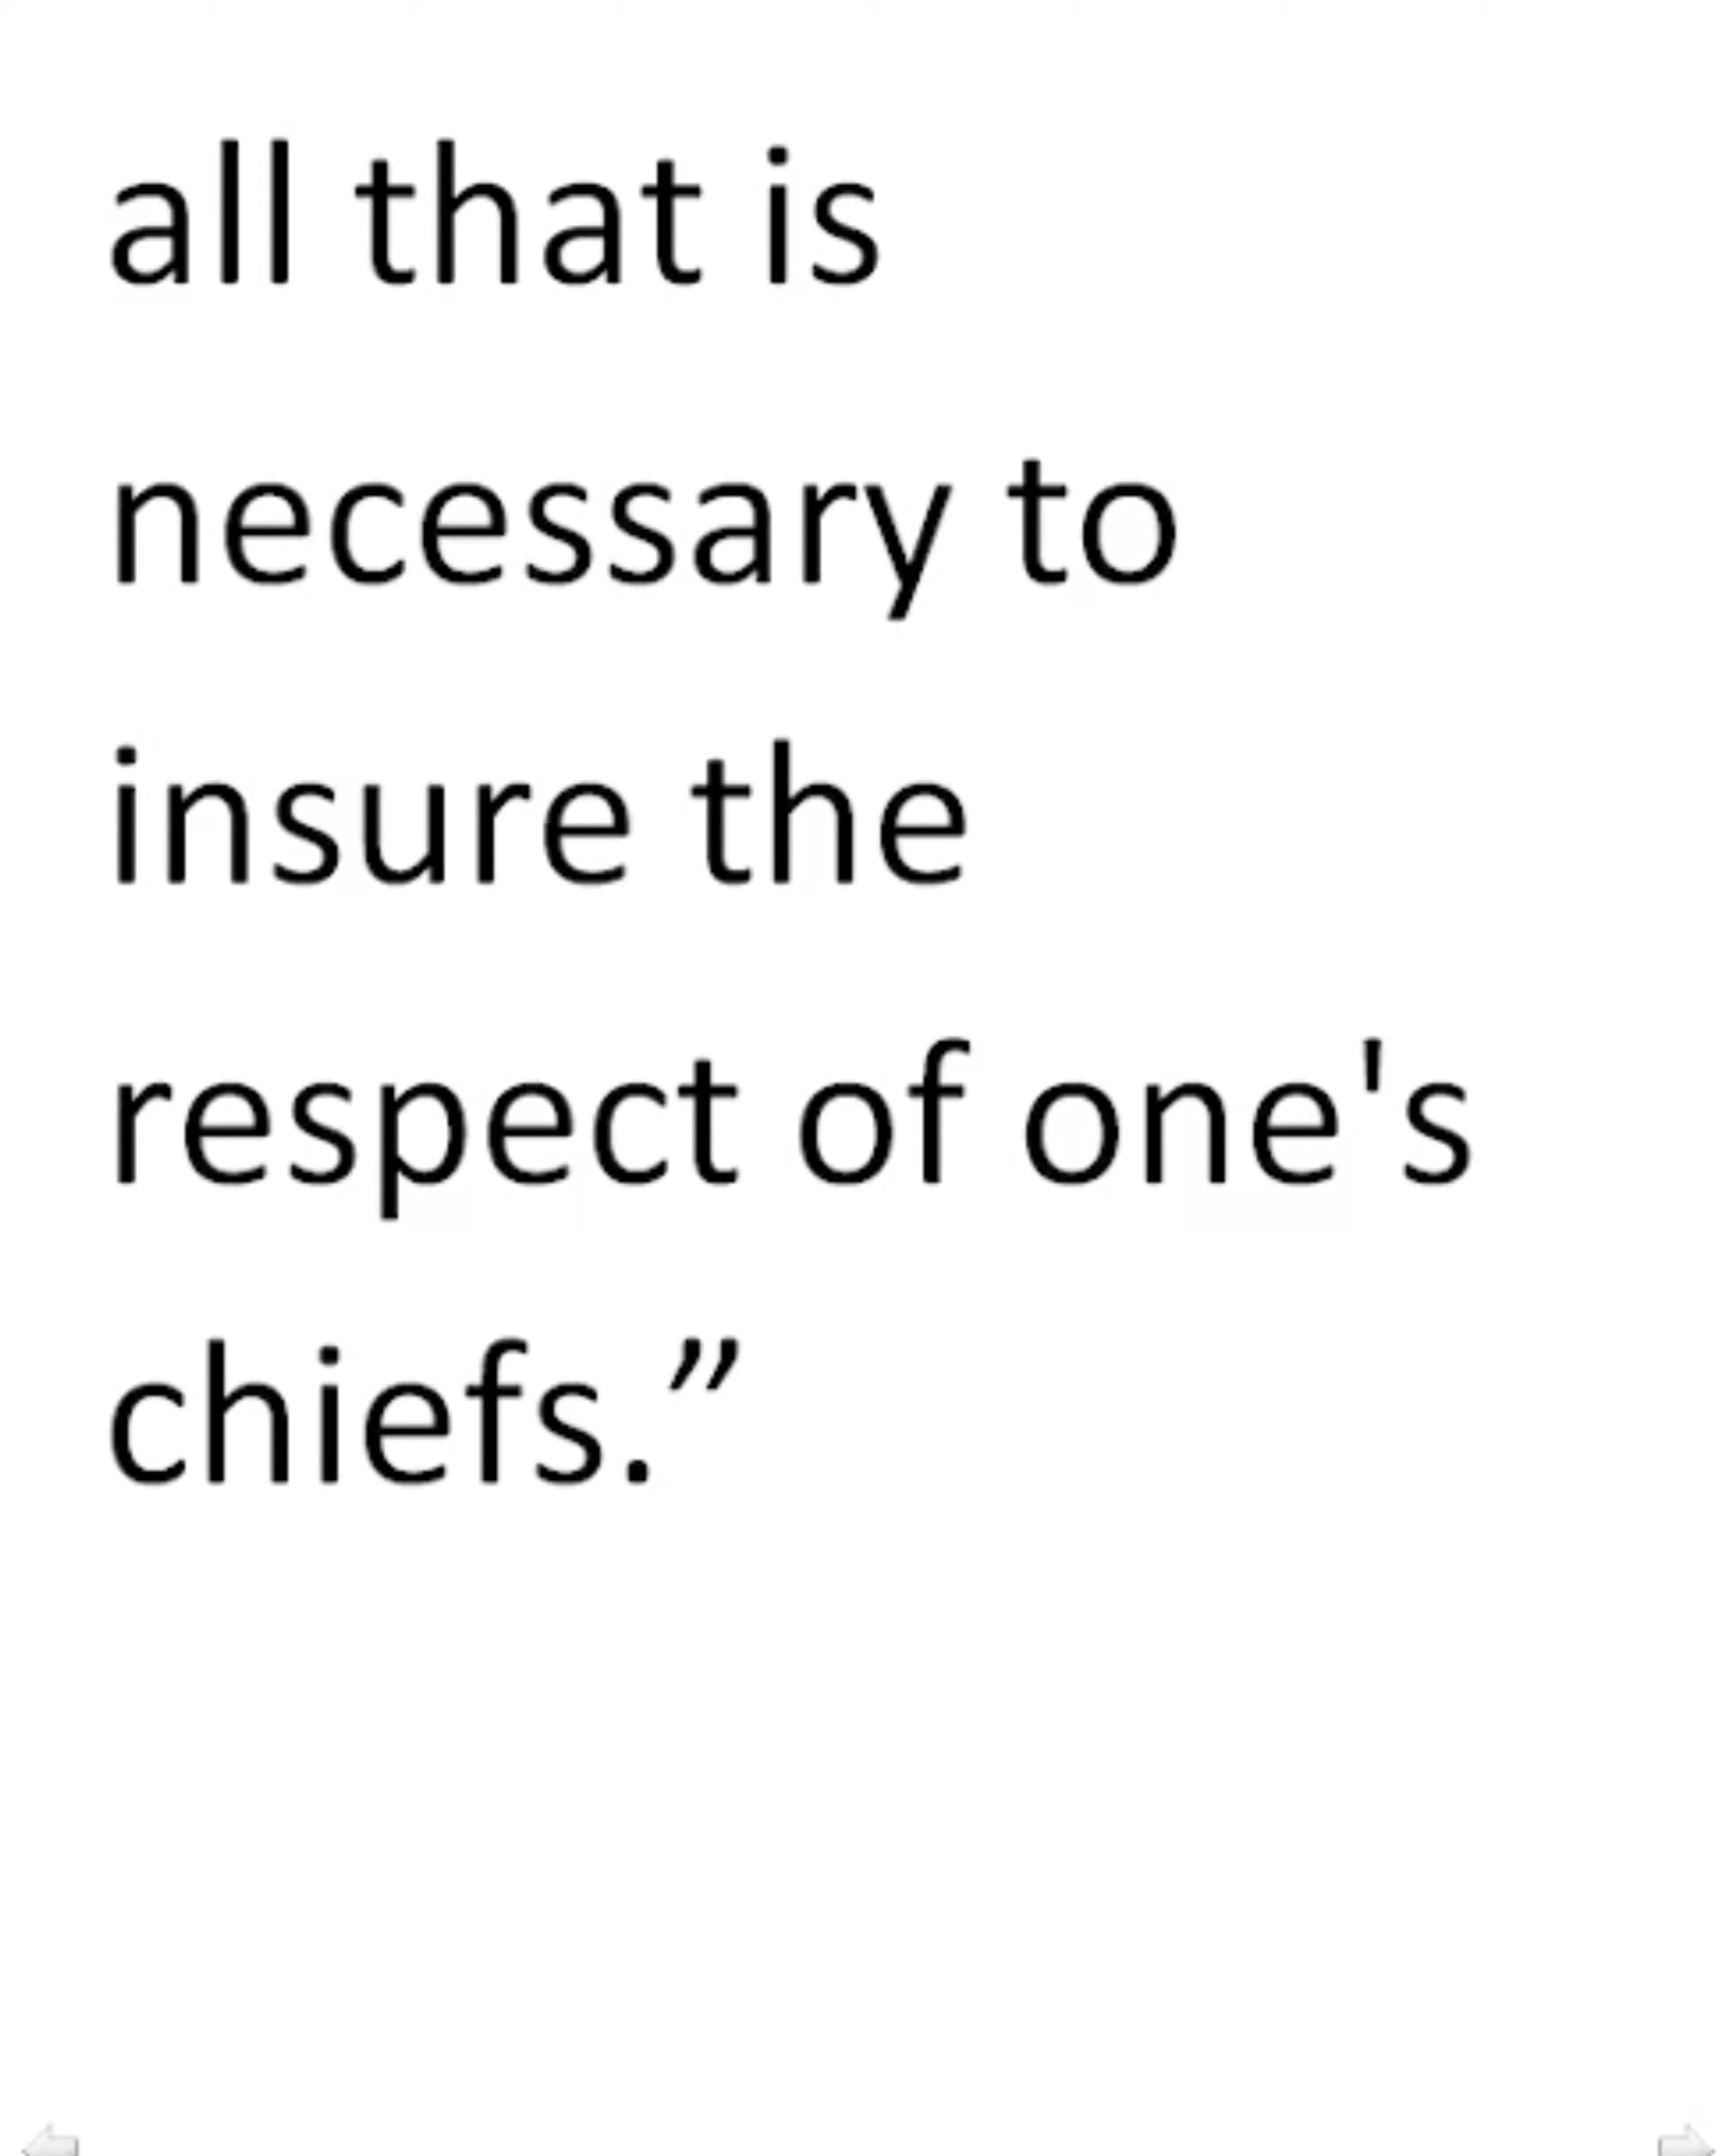 all that is
necessary to
insure the
respect of one's
chiefs.”